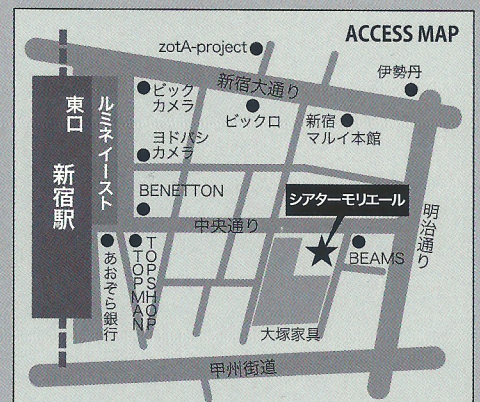 ACCESS MAP
zotA-project
伊勢丹
新宿大通り
ビック
カメラ
ビックロ
新宿
マルイ本館
ヨドバシ
カメラ
ルミネイースト
東口
新宿駅
BENETTON
シアターモリエール
中央通り
明治通り
BEAMS
あおぞら銀行
TOPSHOP
TOPMAN
大塚家具
甲州街道